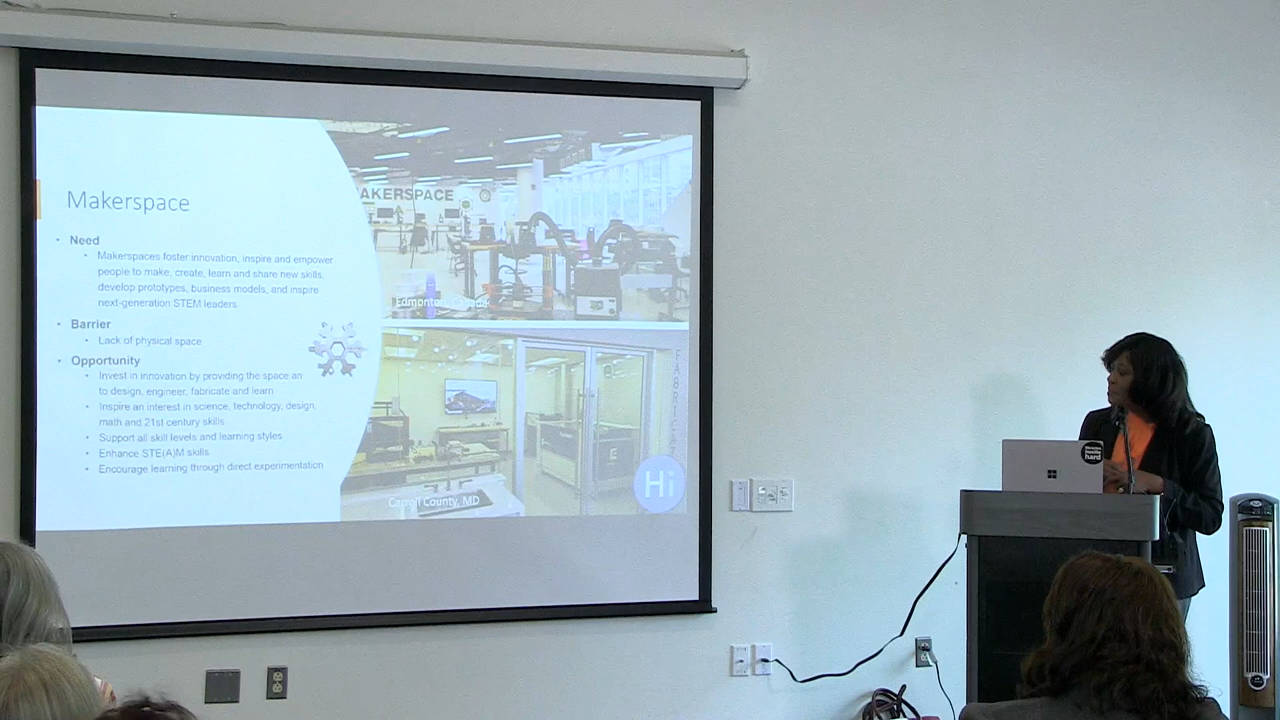 Makerspace
• Need
• Makerspaces foster innovation, inspire and empower
people to make, create, learn and share new skills,
develop prototypes, business models, and inspire
next-generation STEM leaders
• Barrier
• Lack of physical space
• Opportunity
• Invest in innovation by providing the space an
to design, engineer, fabricate and learn
• Inspire an interest in science, technology, design,
math and 21st century skills
• Support all skill levels and learning styles
• Enhance STE(A)M skills
• Encourage learning through direct experimentation
AKERSPACE
Edmonton, Canada
FABRICAT
Carroll County, MD
Hi
hard